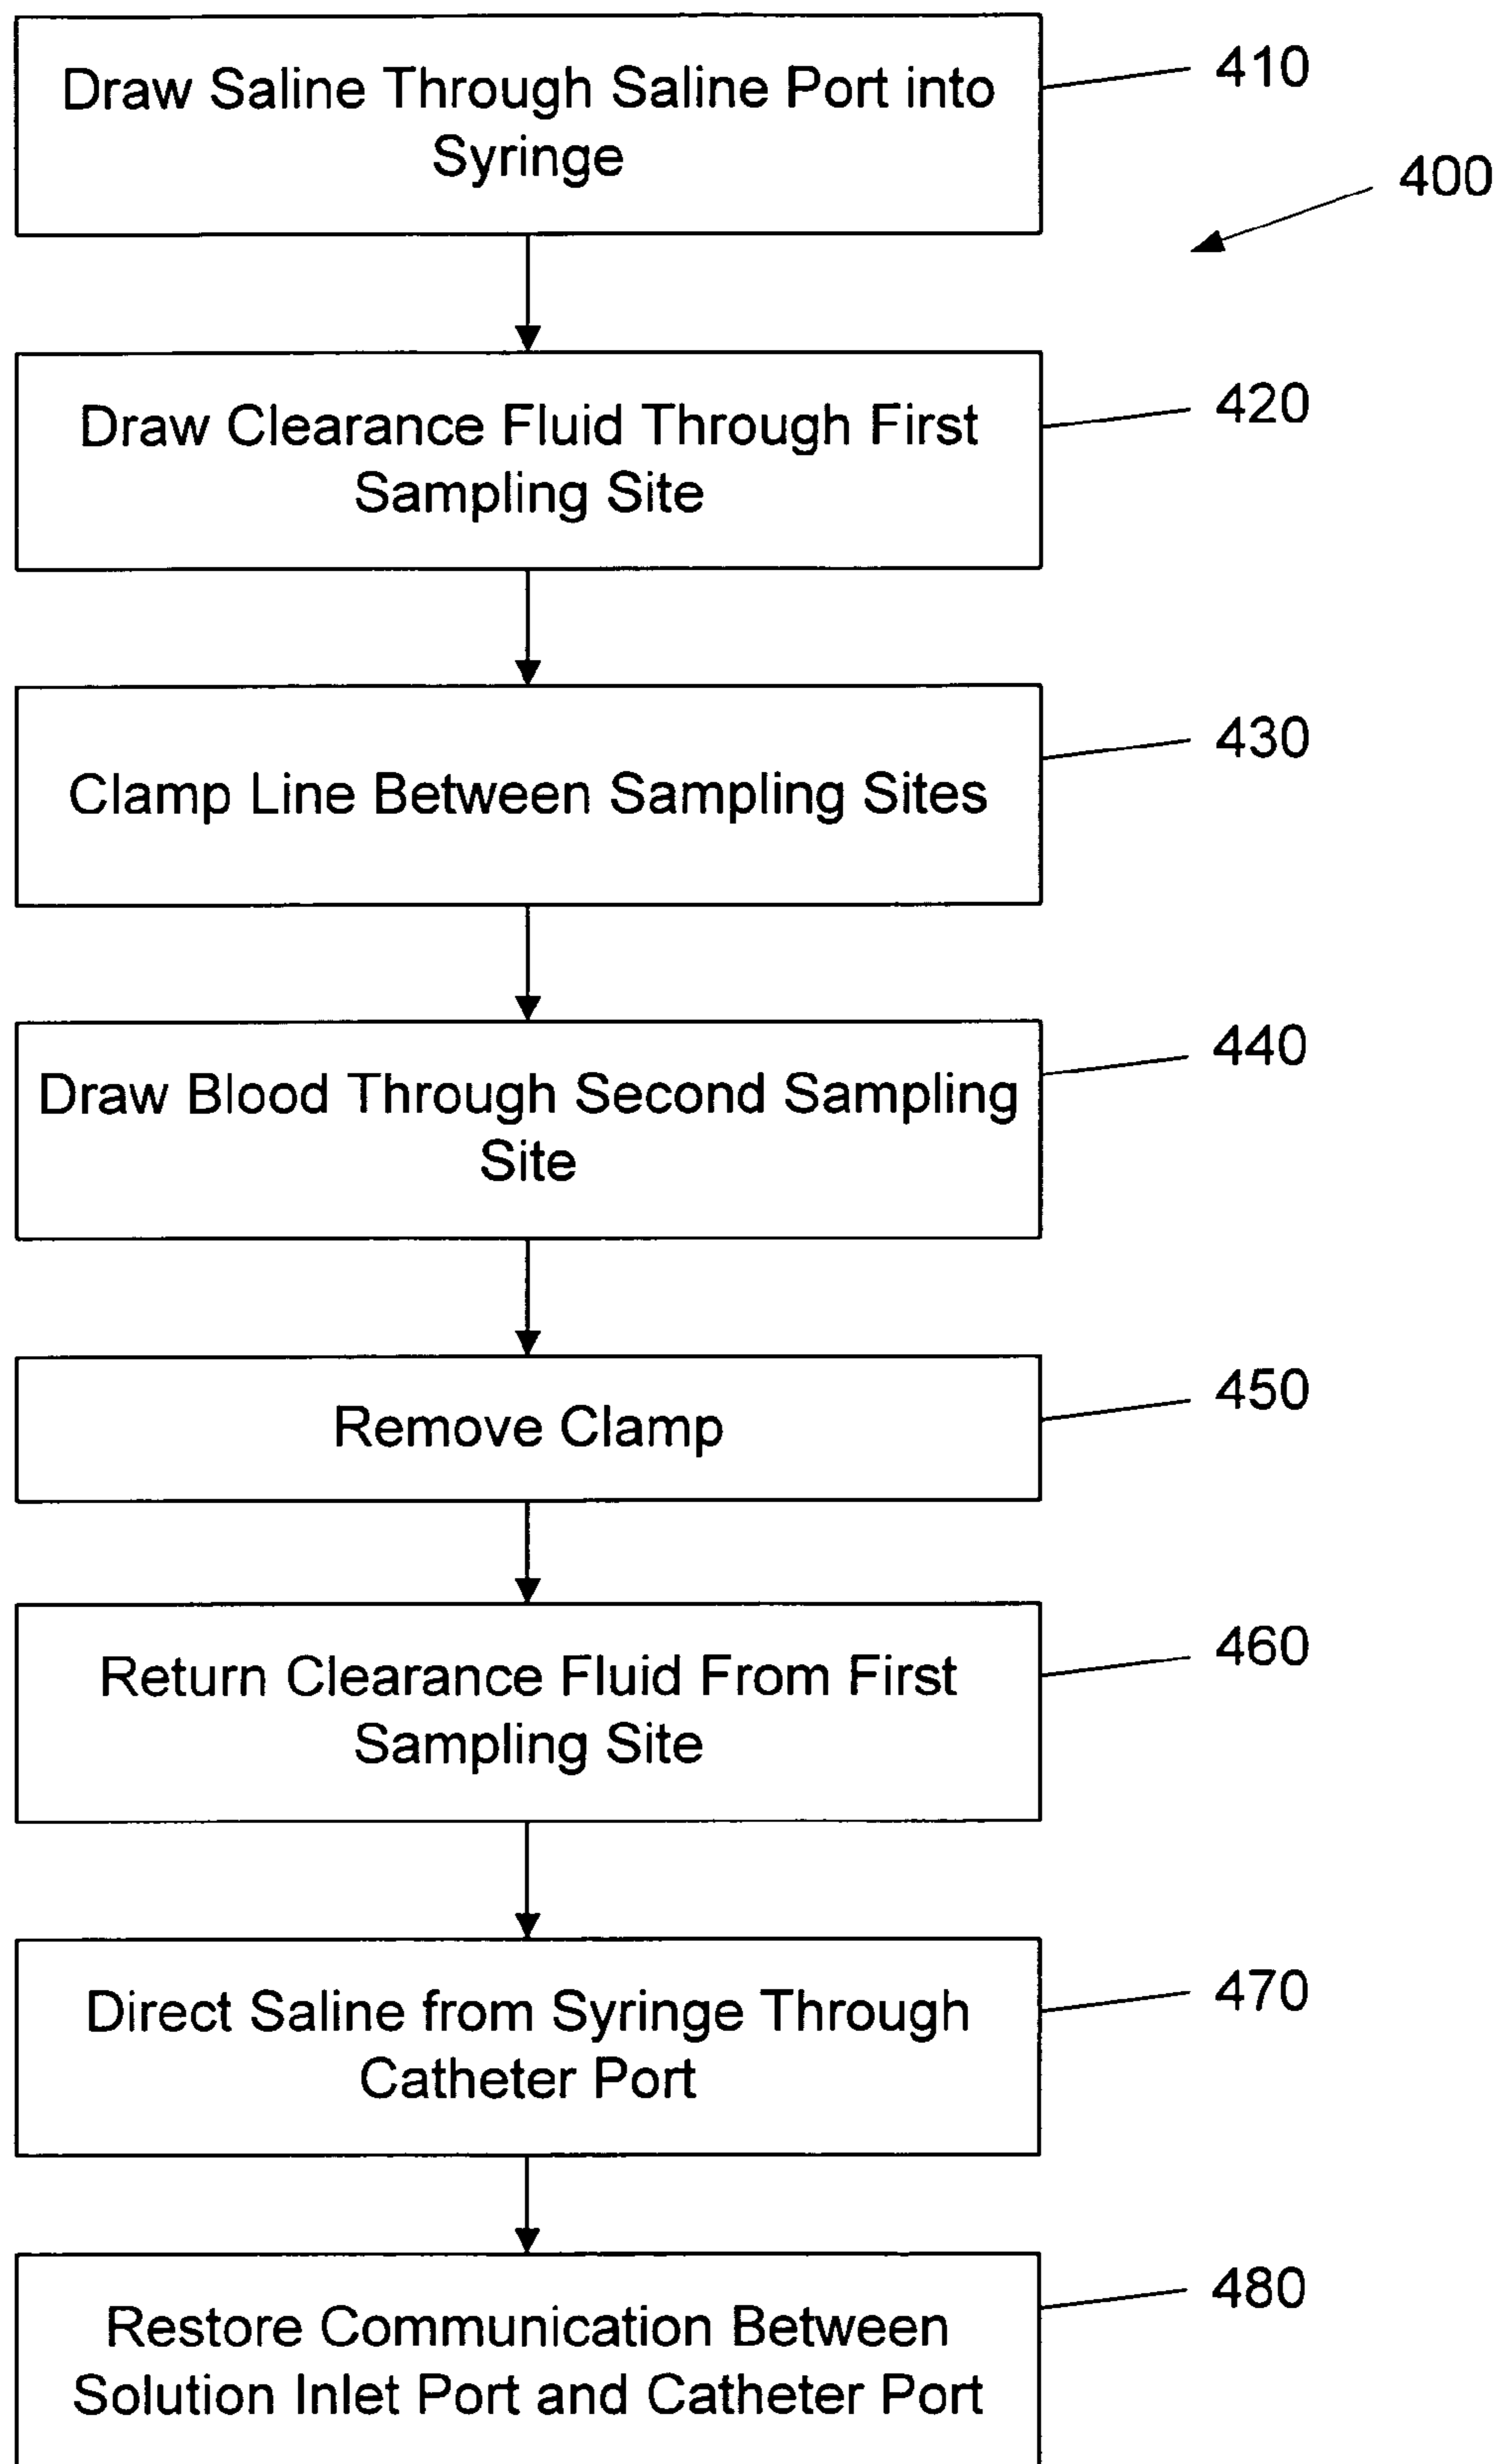 Draw Saline Through Saline Port into
Syringe
410
400
Draw Clearance Fluid Through First
Sampling Site
420
Clamp Line Between Sampling Sites
430
Draw Blood Through Second Sampling
Site
440
Remove Clamp
450
Return Clearance Fluid From First
Sampling Site
460
Direct Saline from Syringe Through
Catheter Port
470
Restore Communication Between
Solution Inlet Port and Catheter Port
480